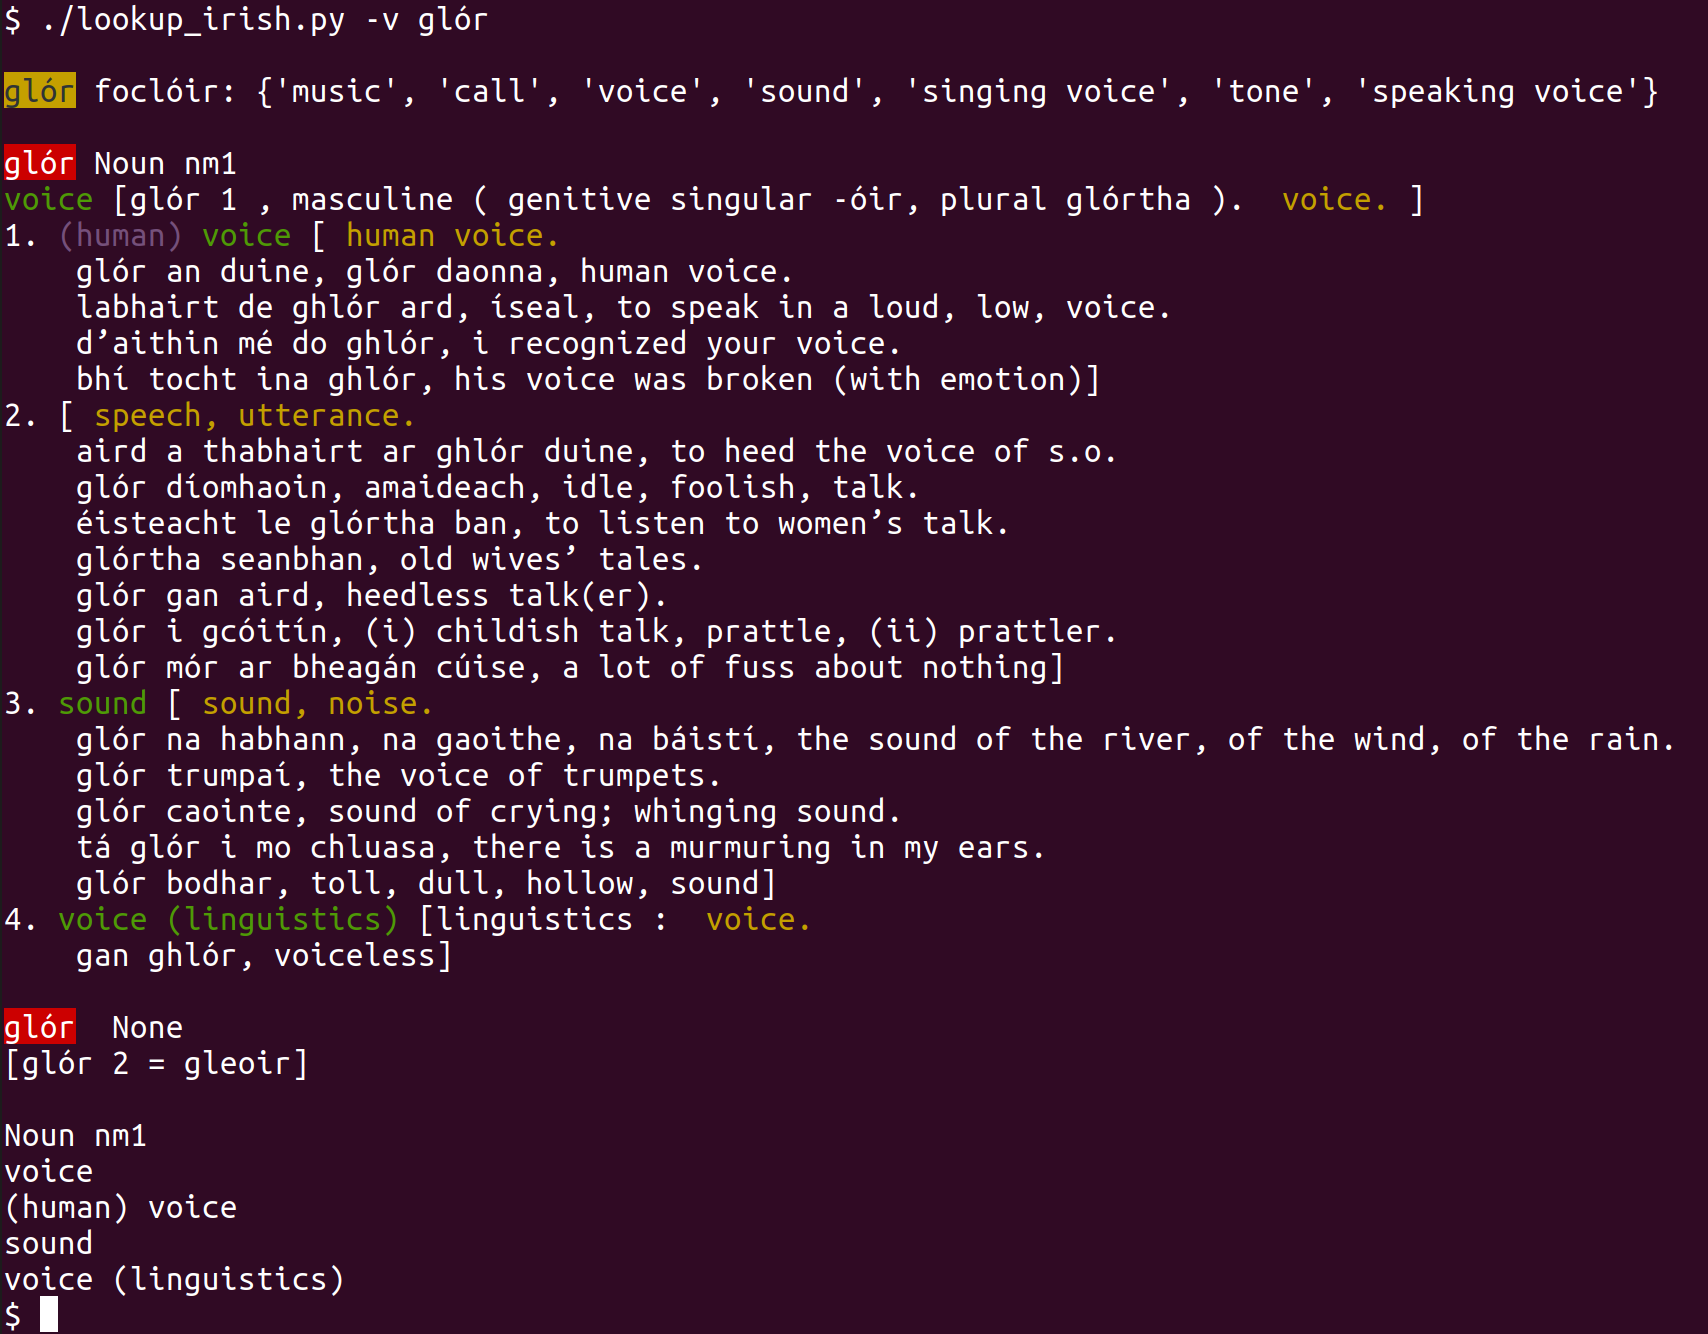 $ ./lookup_irish.py -v glór
glór foclóir: {'music', 'call', 'voice', 'sound', 'singing voice', 'tone', 'speaking voice'}
glór Noun nm1
voice [glór 1 , masculine ( genitive singular -óir, plural glórtha ).  voice. ]
1. (human) voice [ human voice.
    glór an duine, glór daonna, human voice.
    labhairt de ghlór ard, íseal, to speak in a loud, low, voice.
    d’aithin mé do ghlór, i recognized your voice.
    bhí tocht ina ghlór, his voice was broken (with emotion)]
2. [ speech, utterance.
    aird a thabhairt ar ghlór duine, to heed the voice of s.o.
    glór díomhaoin, amaideach, idle, foolish, talk.
    éisteacht le glórtha ban, to listen to women’s talk.
    glórtha seanbhan, old wives’ tales.
    glór gan aird, heedless talk(er).
    glór i gcóitín, (i) childish talk, prattle, (ii) prattler.
    glór mór ar bheagán cúise, a lot of fuss about nothing]
3. sound [ sound, noise.
    glór na habhann, na gaoithe, na báistí, the sound of the river, of the wind, of the rain.
    glór trumpaí, the voice of trumpets.
    glór caointe, sound of crying; whinging sound.
    tá glór i mo chluasa, there is a murmuring in my ears.
    glór bodhar, toll, dull, hollow, sound]
4. voice (linguistics) [linguistics :  voice.
    gan ghlór, voiceless]
glór  None
[glór 2 = gleoir]
Noun nm1
voice
(human) voice
sound
voice (linguistics)
$